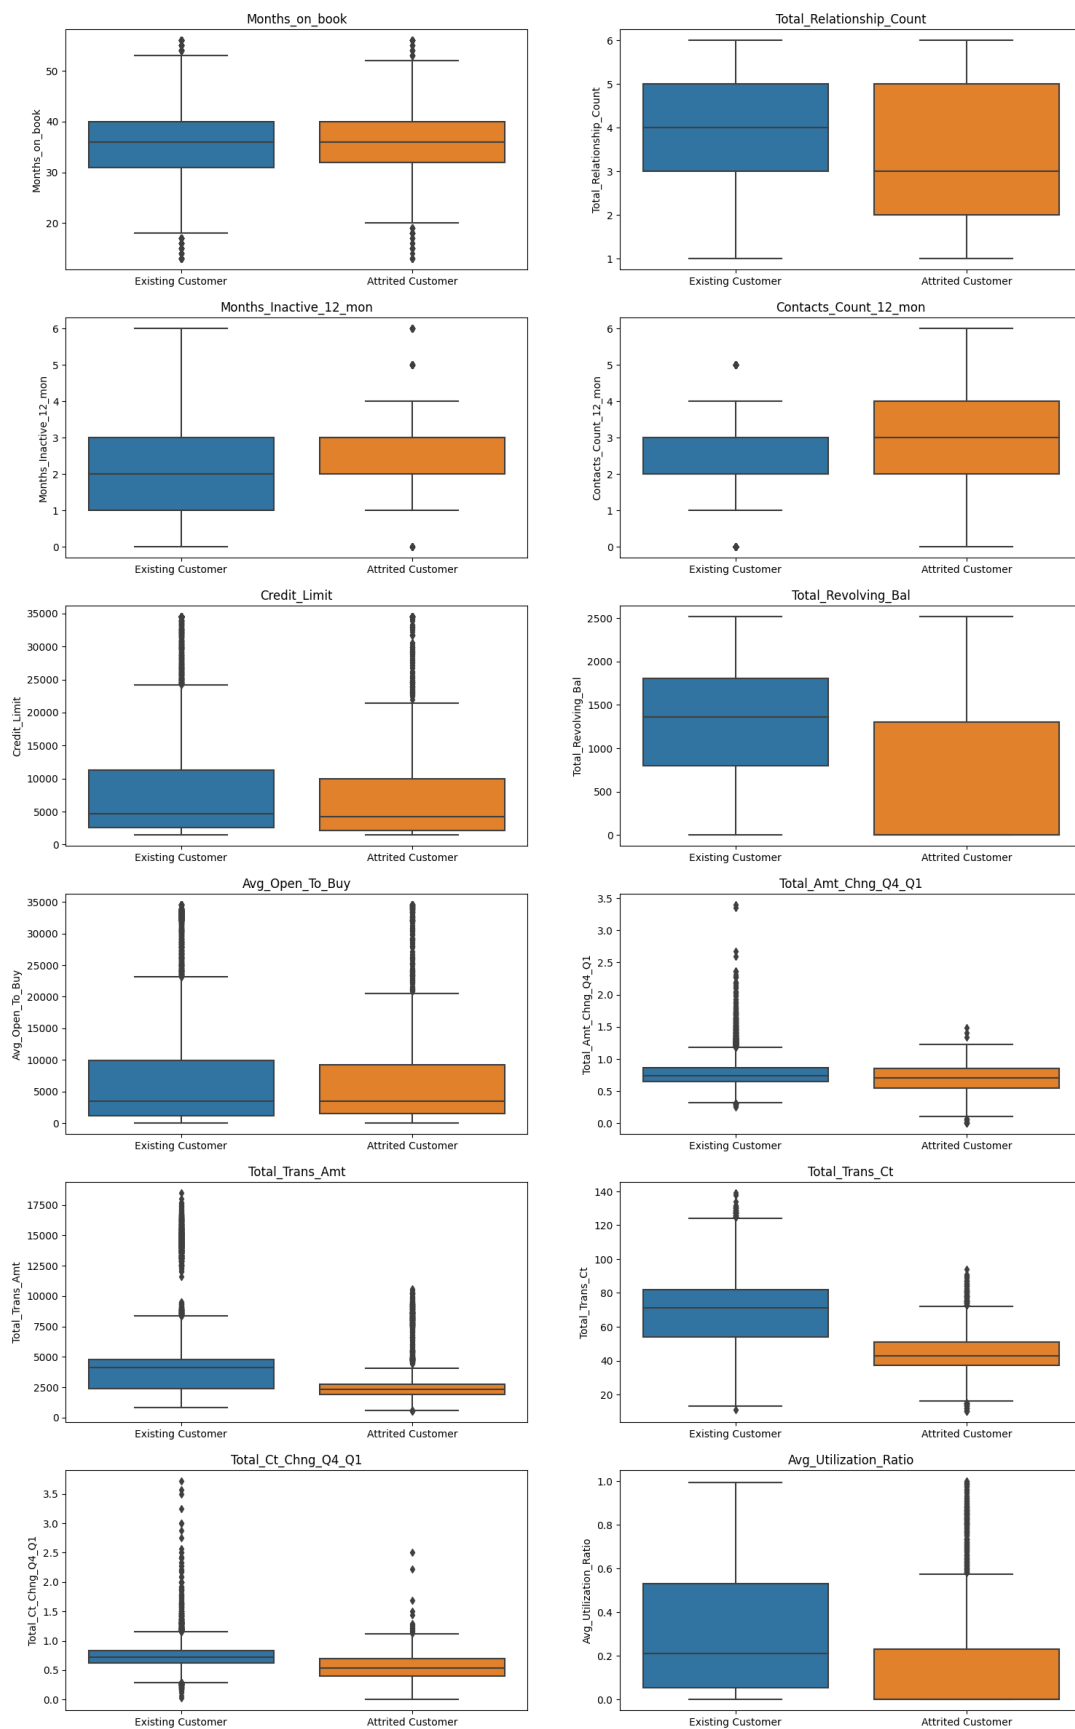 Months_on_book
Months_on_book
50
40
30
20
Existing Customer
Attrited Customer
Total_Relationship_Count
Total_Relationship_Count
6
5
4
3
2
1
Existing Customer
Attrited Customer
Months_Inactive_12_mon
Months_Inactive_12_mon
6
5
4
3
2
1
0
Existing Customer
Attrited Customer
Contacts_Count_12_mon
Contacts_Count_12_mon
6
5
4
3
2
1
0
Existing Customer
Attrited Customer
Credit_Limit
Credit_Limit
35000
30000
25000
20000
15000
10000
5000
0
Existing Customer
Attrited Customer
Total_Revolving_Bal
Total_Revolving_Bal
2500
2000
1500
1000
500
0
Existing Customer
Attrited Customer
Avg_Open_To_Buy
Avg_Open_To_Buy
35000
30000
25000
20000
15000
10000
5000
0
Existing Customer
Attrited Customer
Total_Amt_Chng_Q4_Q1
Total_Amt_Chng_Q4_Q1
3.5
3.0
2.5
2.0
1.5
1.0
0.5
0.0
Existing Customer
Attrited Customer
Total_Trans_Amt
Total_Trans_Amt
17500
15000
12500
10000
7500
5000
2500
0
Existing Customer
Attrited Customer
Total_Trans_Ct
Total_Trans_Ct
140
120
100
80
60
40
20
Existing Customer
Attrited Customer
Total_Ct_Chng_Q4_Q1
Total_Ct_Chng_Q4_Q1
3.5
3.0
2.5
2.0
1.5
1.0
0.5
0.0
Existing Customer
Attrited Customer
Avg_Utilization_Ratio
Avg_Utilization_Ratio
1.0
0.8
0.6
0.4
0.2
0.0
Existing Customer
Attrited Customer